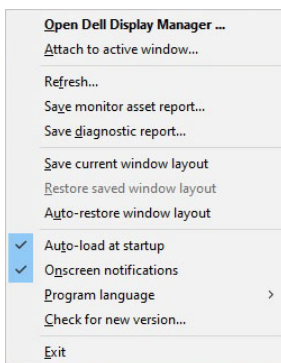 Open Dell Display Manager ...
Attach to active window...
Refresh...
Save monitor asset report...
Save diagnostic report...
Save current window layout
Restore saved window layout
Auto-restore window layout
Auto-load at startup
Onscreen notifications
Program language
Check for new version...
Exit